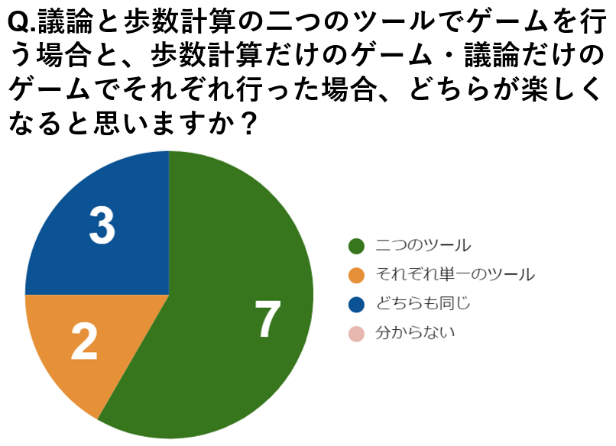 Q.議論と歩数計算の二つのツールでゲームを行
う場合と、歩数計算だけのゲーム・議論だけの
ゲームでそれぞれ行った場合、どちらが楽しく
なると思いますか？
3
7
2
二つのツール
それぞれ単一のツール
どちらも同じ
分からない